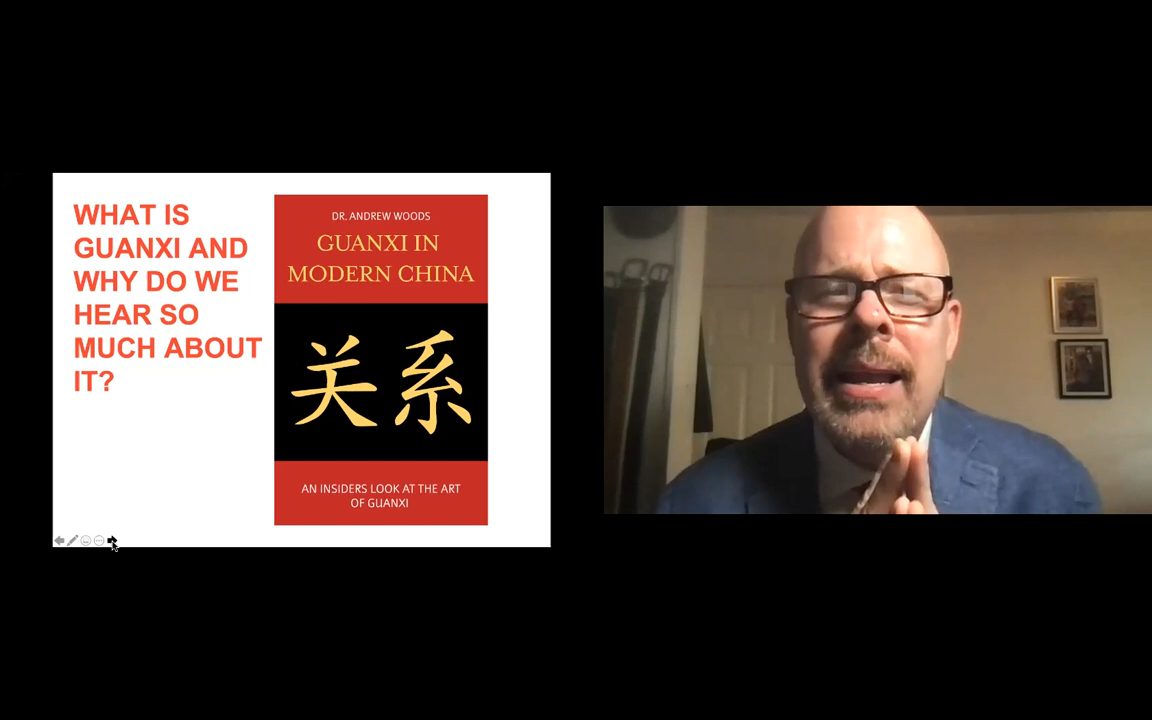 WHAT IS
GUANXI AND
WHY DO WE
HEAR SO
MUCH ABOUT
IT?
DR. ANDREW WOODS
GUANXI IN
MODERN CHINA
关系
AN INSIDERS LOOK AT THE ART
OF GUANXI